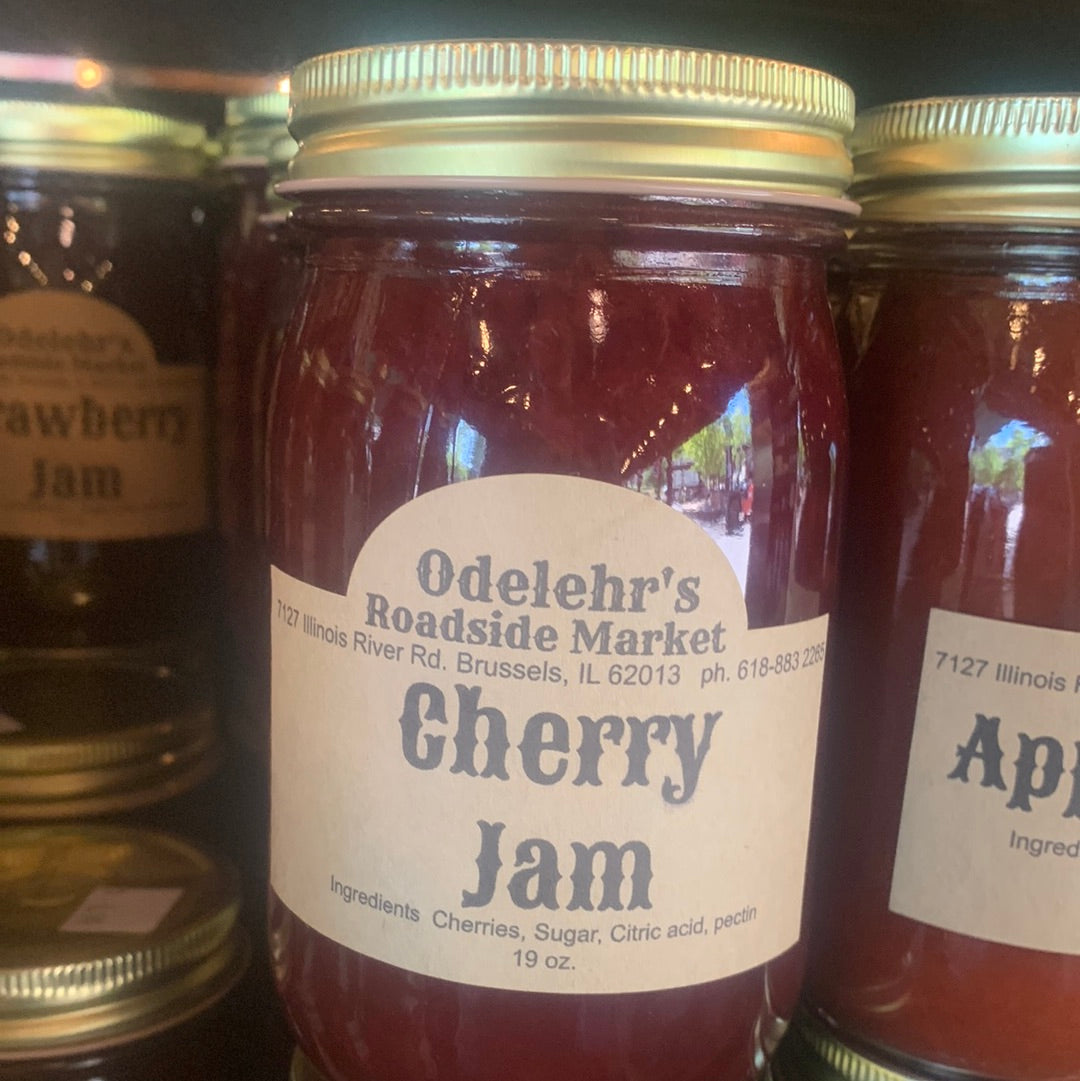 Odelehr's
Roadside Market
7127 Illinois River Rd. Brussels, IL 62013 ph. 618-883 2265
Cherry
Jam
Ingredients Cherries, Sugar, Citric acid, pectin
19 oz.
Odelehr's
rawberry
Jam
7127 Illinois
App
Ingred